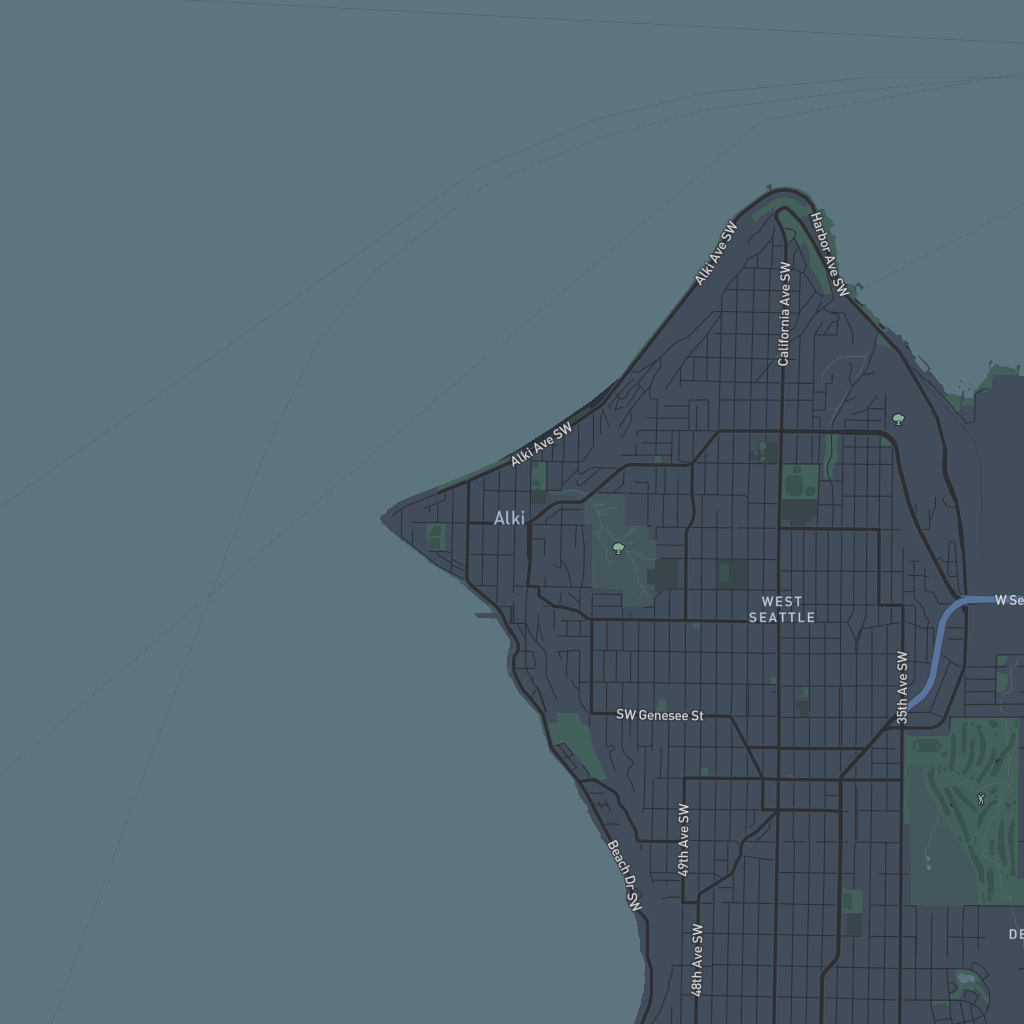 Alki Ave SW
Harbor Ave SW
California Ave SW
Alki Ave SW
Alki
WEST
SEATTLE
W Se
35th Ave SW
SW Genesee St
49th Ave SW
Beach Dr SW
48th Ave SW
DE